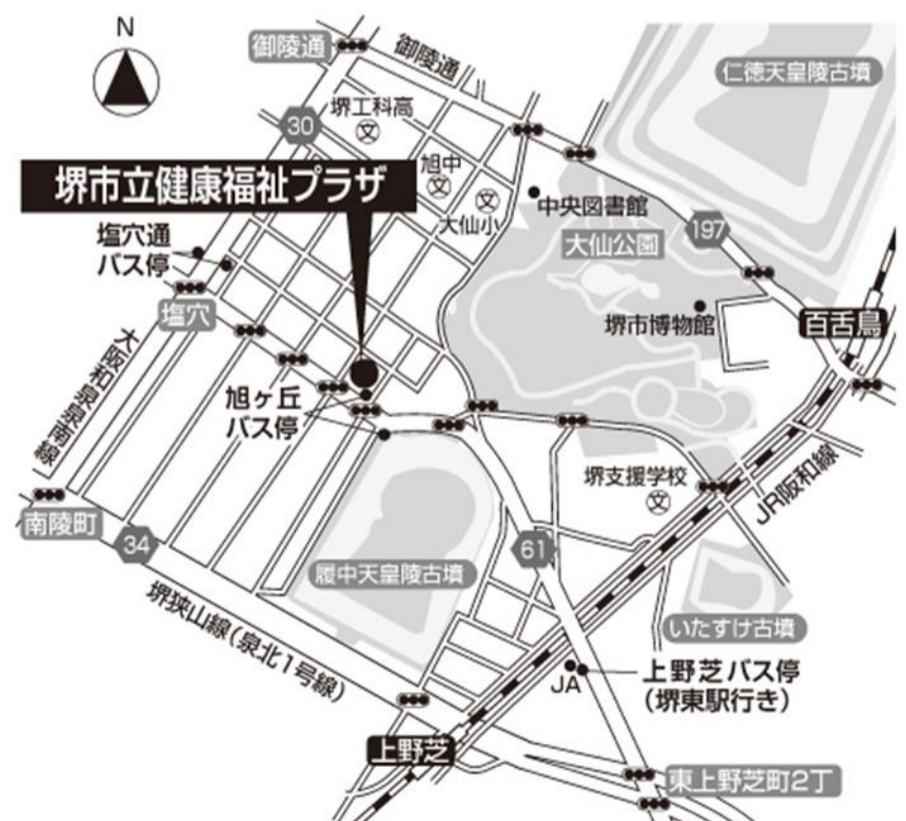 N
御陵通
御陵通
仁徳天皇陵古墳
堺工科高
文
30
旭中
文
文
大仙小
堺市立健康福祉プラザ
中央図書館
大仙公園
197
塩穴通
バス停
塩穴
堺市博物館
百舌鳥
大阪和泉泉南線
旭ヶ丘
バス停
堺支援学校
文
JR阪和線
南陵町
34
61
履中天皇陵古墳
いたすけ古墳
堺狭山線(泉北1号線)
上野芝バス停
(堺東駅行き)
JA
上野芝
東上野芝町2丁